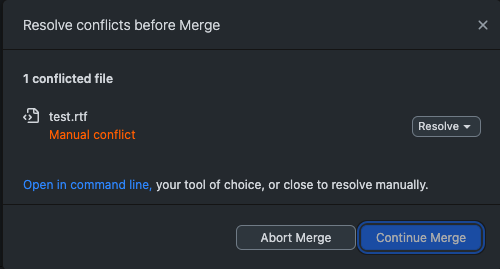 Resolve conflicts before Merge
1 conflicted file
test.rtf
Manual conflict
Resolve
Open in command line, your tool of choice, or close to resolve manually.
Abort Merge
Continue Merge